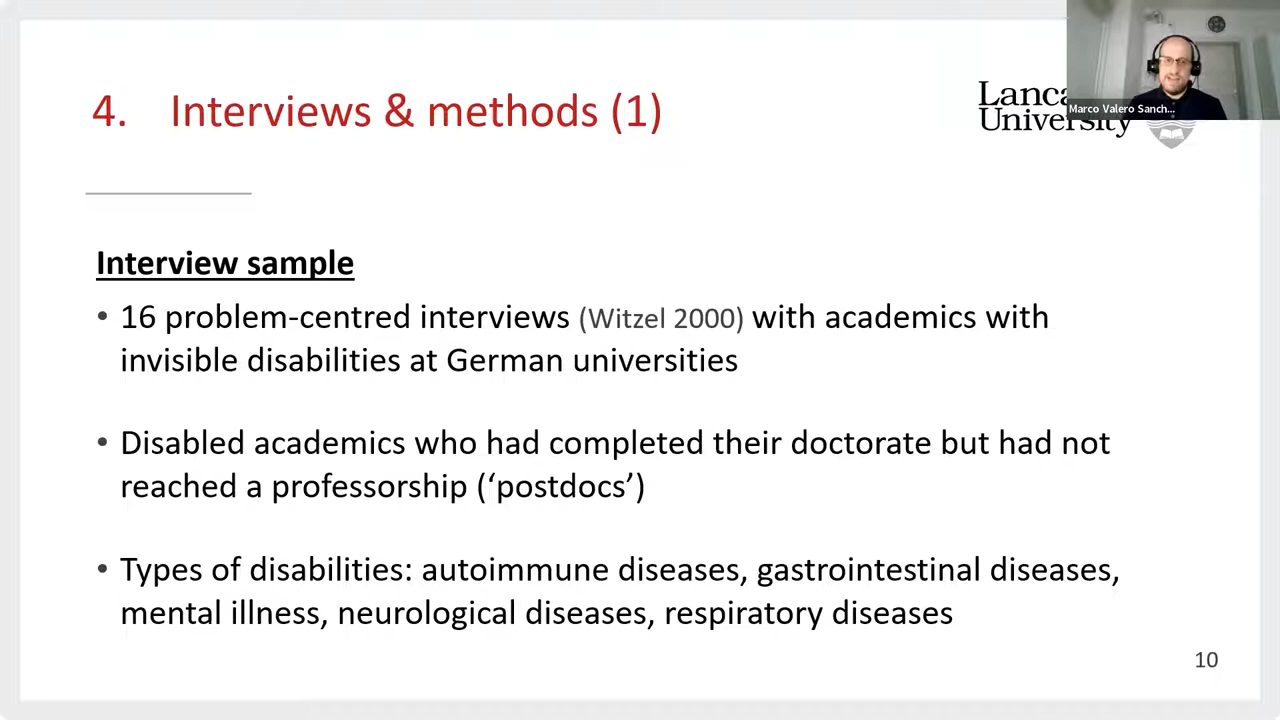 4. Interviews & methods (1)
Lanca
University
Marco Valero Sanch...
Interview sample
• 16 problem-centred interviews (Witzel 2000) with academics with
invisible disabilities at German universities
• Disabled academics who had completed their doctorate but had not
reached a professorship (‘postdocs’)
• Types of disabilities: autoimmune diseases, gastrointestinal diseases,
mental illness, neurological diseases, respiratory diseases
10